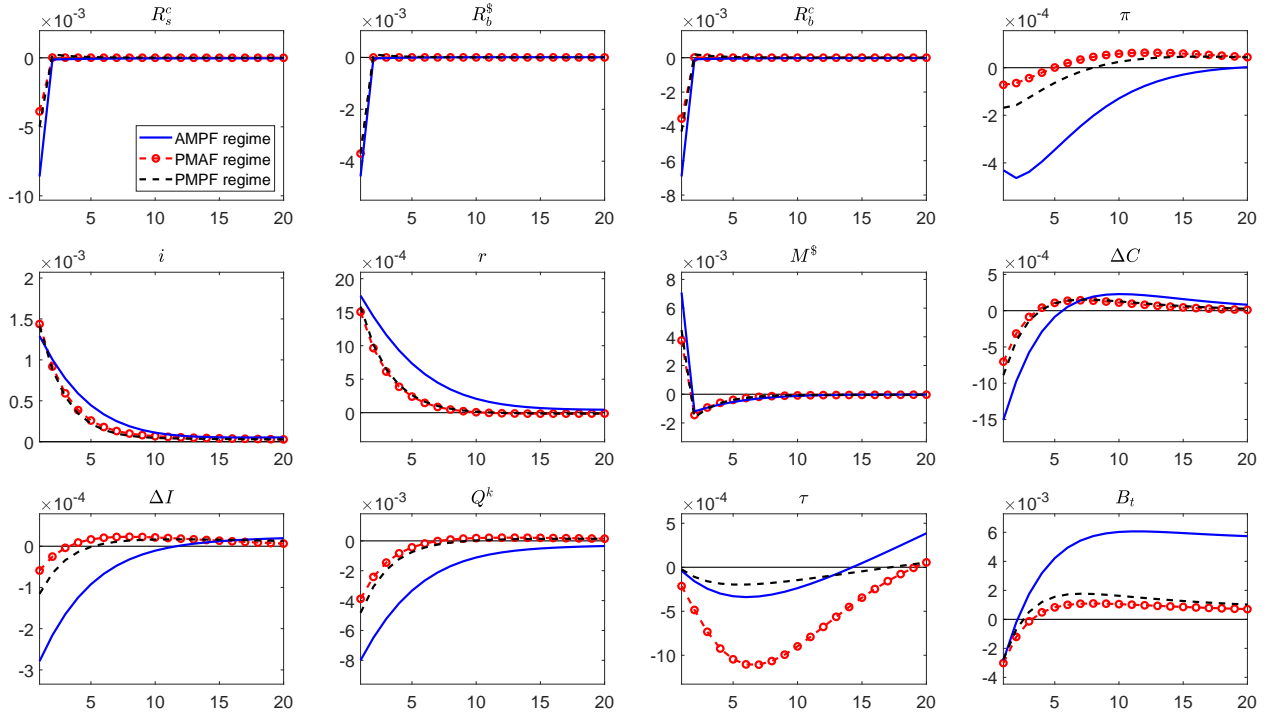 ×10⁻³ R_s^c
0
-5
-10
5 10 15 20
AMPF regime
PMAF regime
PMPF regime
×10⁻³ R_b^$
0
-2
-4
5 10 15 20
×10⁻³ R_b^c
0
-2
-4
-6
-8
5 10 15 20
×10⁻⁴ π
0
-2
-4
5 10 15 20
×10⁻³ i
2
1.5
1
0.5
0
5 10 15 20
×10⁻⁴ r
20
15
10
5
0
5 10 15 20
×10⁻³ M^$
8
6
4
2
0
-2
5 10 15 20
×10⁻⁴ ΔC
5
0
-5
-10
-15
5 10 15 20
×10⁻⁴ ΔI
0
-1
-2
-3
5 10 15 20
×10⁻³ Q^k
0
-2
-4
-6
-8
5 10 15 20
×10⁻⁴ τ
5
0
-5
-10
5 10 15 20
×10⁻³ B_t
6
4
2
0
-2
-4
5 10 15 20